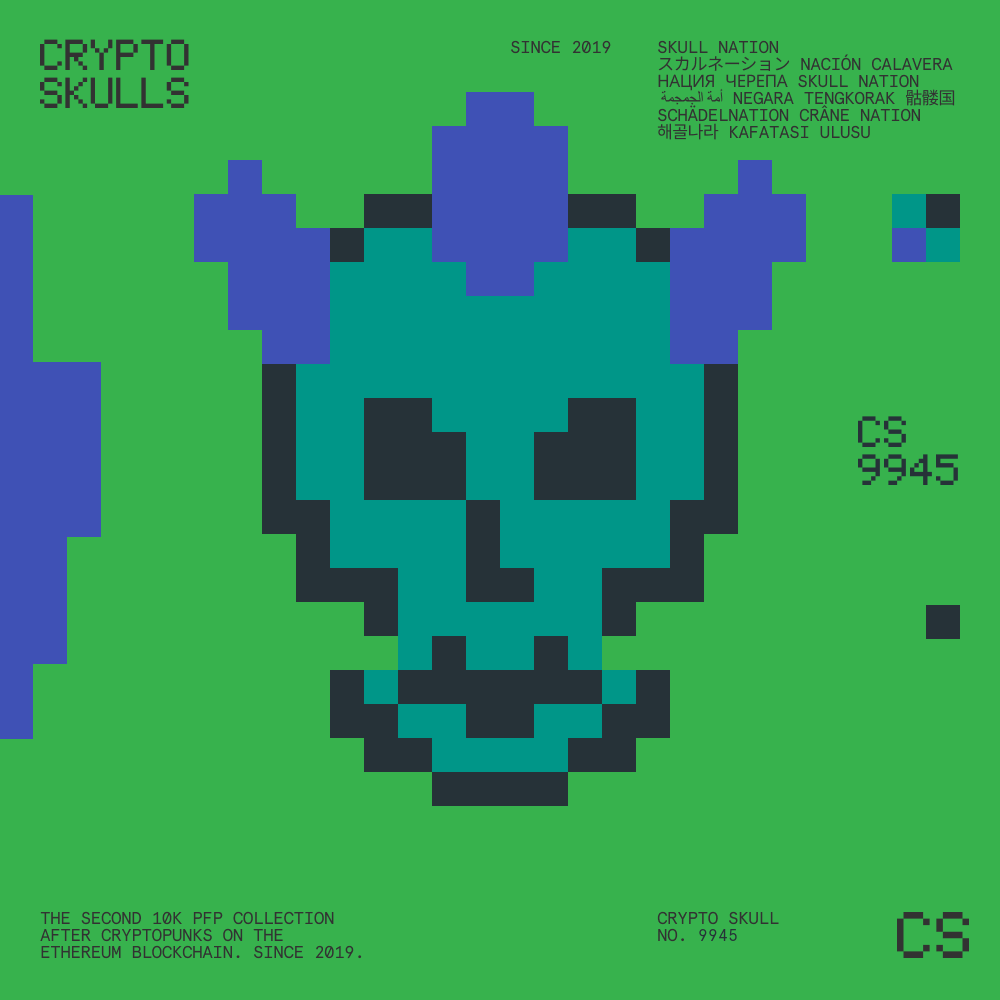 CRYPTO
SKULLS
SINCE 2019
SKULL NATION
スカルネーション NACIÓN CALAVERA
НАЦИЯ ЧЕРЕПА SKULL NATION
أمة الجمجمة NEGARA TENGKORAK 骷髅国
SCHÄDELNATION CRÂNE NATION
해골나라 KAFATASI ULUSU
CS
9945
THE SECOND 10K PFP COLLECTION
AFTER CRYPTOPUNKS ON THE
ETHEREUM BLOCKCHAIN. SINCE 2019.
CRYPTO SKULL
NO. 9945
CS